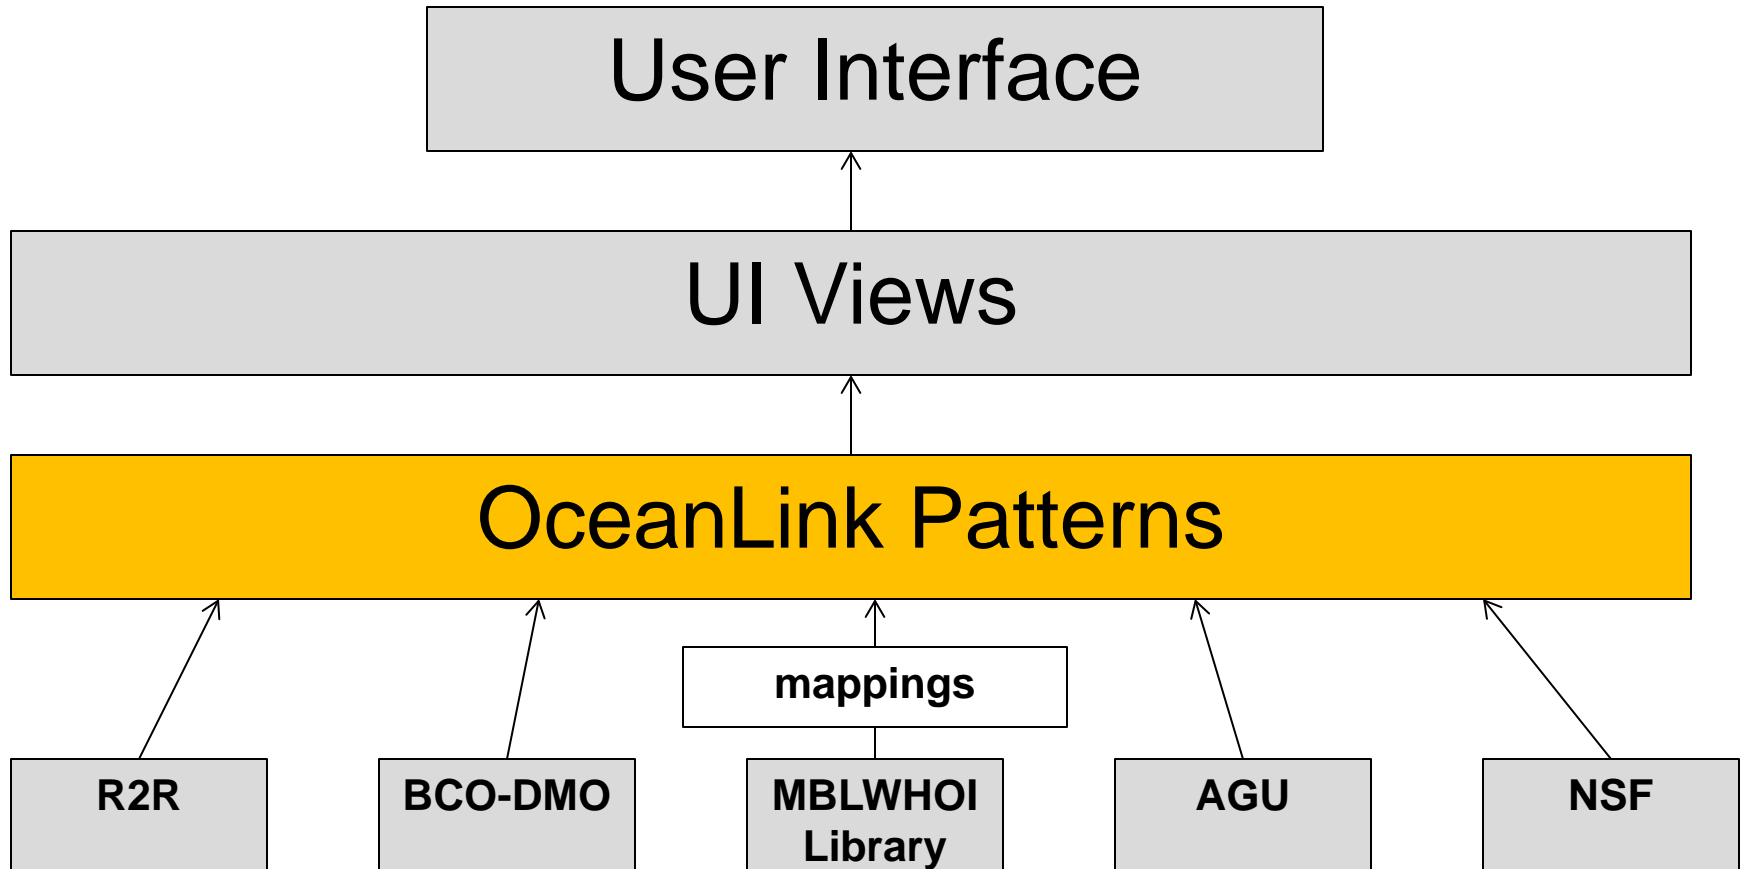 User Interface
UI Views
OceanLink Patterns
mappings
R2R
BCO-DMO
MBLWHOI
Library
AGU
NSF